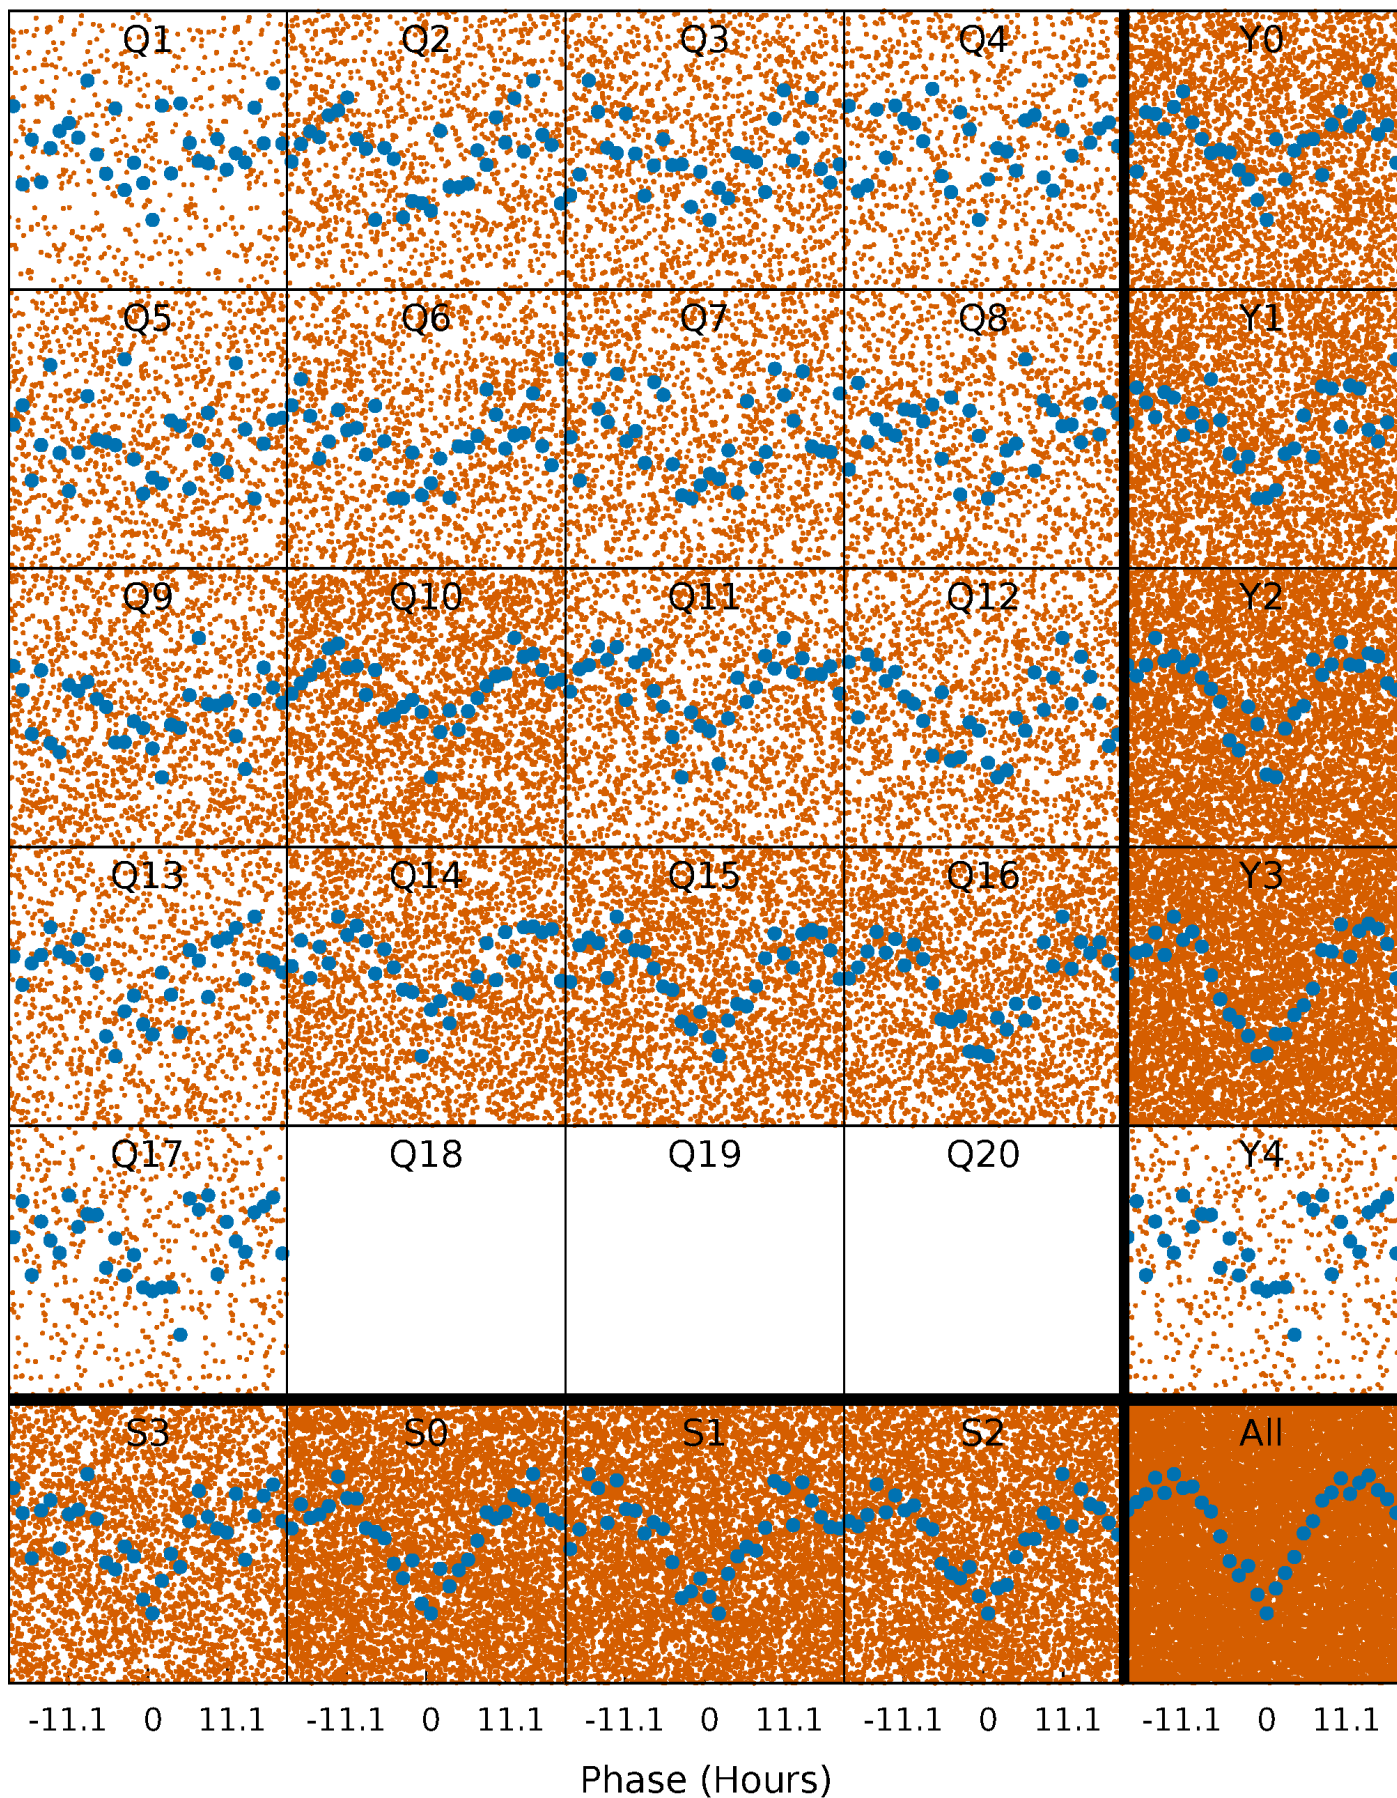 Q1 Q2 Q3 Q4 Y0
Q5 Q6 Q7 Q8 Y1
Q9 Q10 Q11 Q12 Y2
Q13 Q14 Q15 Q16 Y3
Q17 Q18 Q19 Q20 Y4
S3 S0 S1 S2 All
-11.1 0 11.1 -11.1 0 11.1 -11.1 0 11.1 -11.1 0 11.1 -11.1 0 11.1
Phase (Hours)